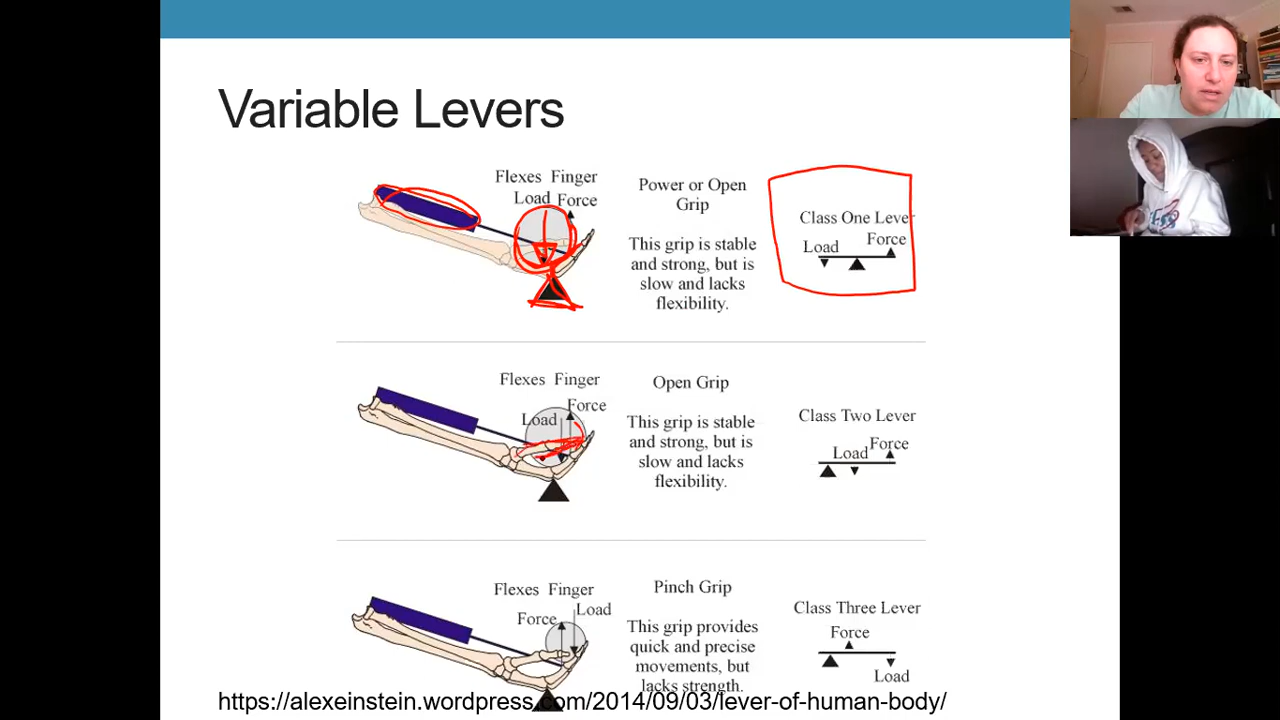 Variable Levers
Flexes Finger
Load Force
Power or Open
Grip
This grip is stable
and strong, but is
slow and lacks
flexibility.
Class One Lever
Load
Force
Flexes Finger
Load
Force
Open Grip
This grip is stable
and strong, but is
slow and lacks
flexibility.
Class Two Lever
Load
Force
Flexes Finger
Force
Load
Pinch Grip
This grip provides
quick and precise
movements, but
lacks strength.
Class Three Lever
Force
Load
https://alexeinstein.wordpress.com/2014/09/03/lever-of-human-body/